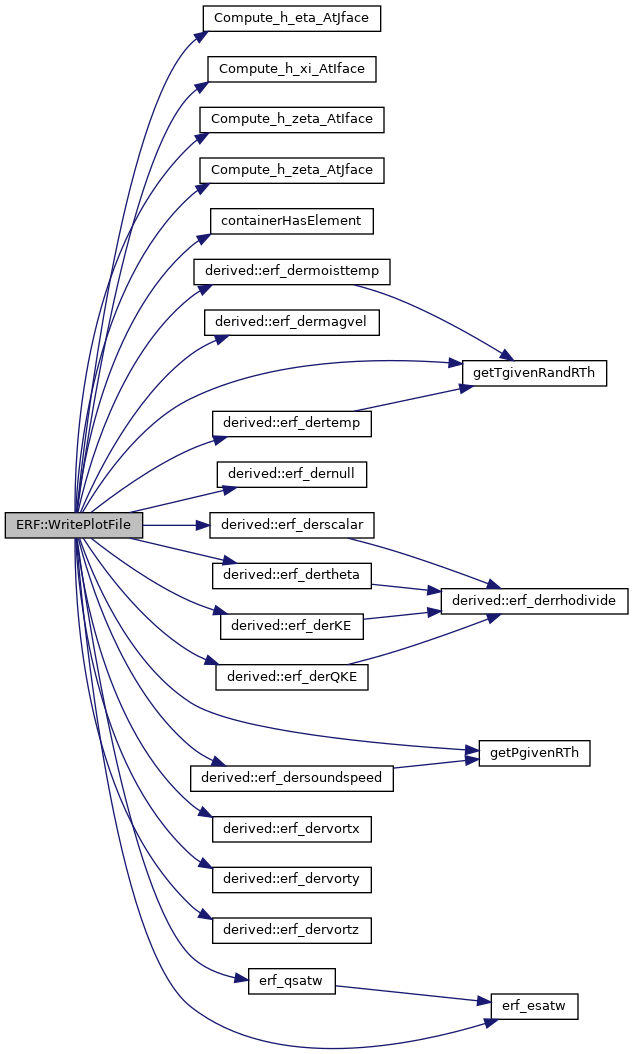 Compute_h_eta_AtJface
Compute_h_xi_AtIface
Compute_h_zeta_AtIface
Compute_h_zeta_AtJface
containerHasElement
derived::erf_dermoisttemp
derived::erf_dermagvel
getTgivenRandRTh
derived::erf_dertemp
derived::erf_dernull
ERF::WritePlotFile
derived::erf_derscalar
derived::erf_dertheta
derived::erf_derrhodivide
derived::erf_derKE
derived::erf_derQKE
getPgivenRTh
derived::erf_dersoundspeed
derived::erf_dervortx
derived::erf_dervorty
derived::erf_dervortz
erf_qsatw
erf_esatw